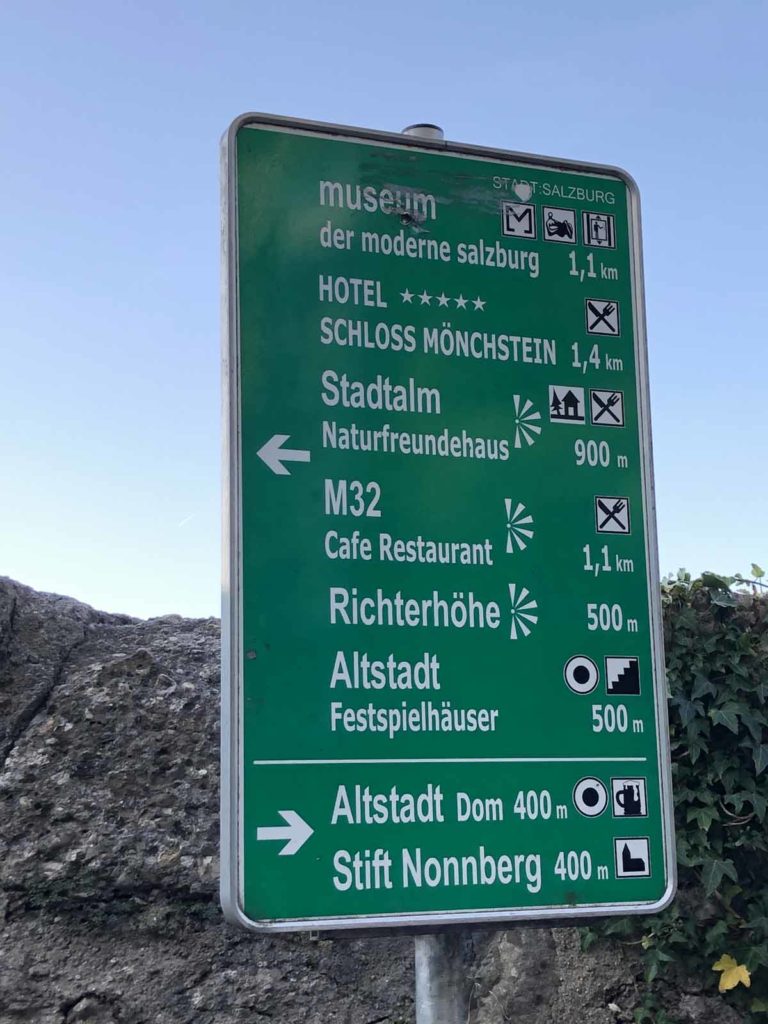 STADT:SALZBURG
museum
der moderne salzburg 1,1 km
HOTEL ★★★★★
SCHLOSS MÖNCHSTEIN 1,4 km
Stadtalm
Naturfreundehaus 900 m
M32
Cafe Restaurant 1,1 km
Richterhöhe 500 m
Altstadt
Festspielhäuser 500 m
Altstadt Dom 400 m
Stift Nonnberg 400 m